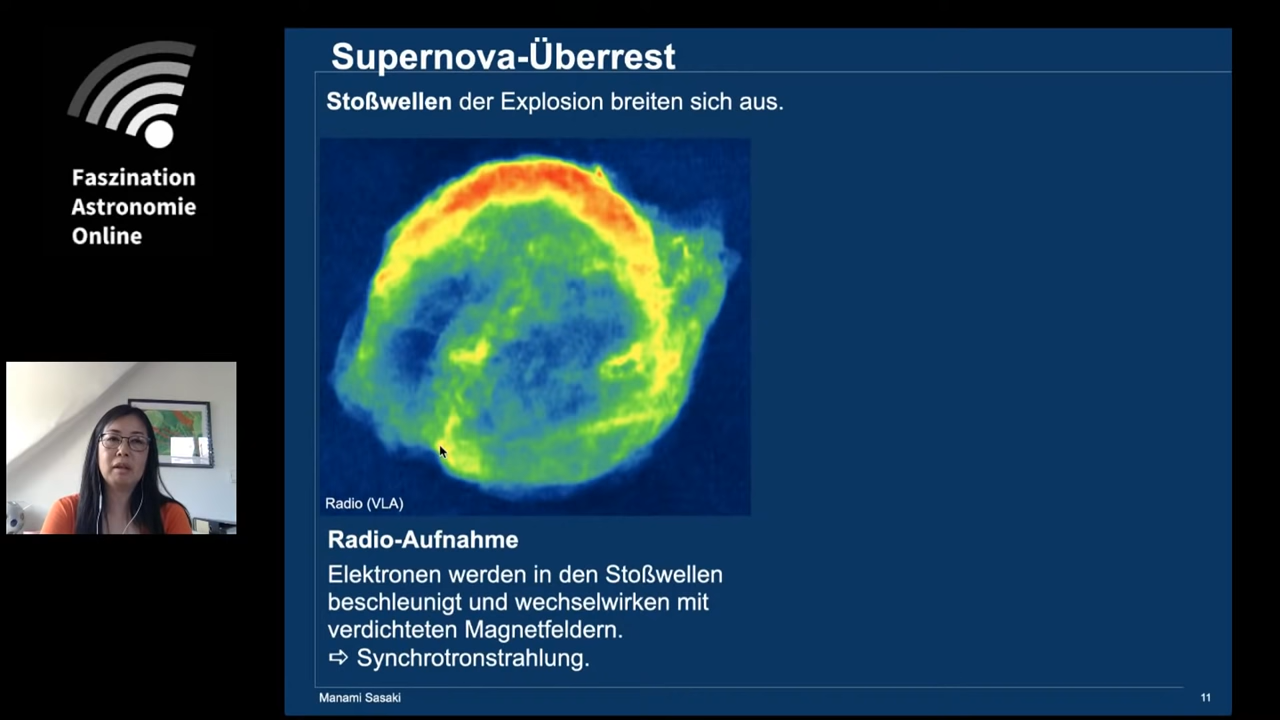 Faszination
Astronomie
Online
Supernova-Überrest
Stoßwellen der Explosion breiten sich aus.
Radio (VLA)
Radio-Aufnahme
Elektronen werden in den Stoßwellen
beschleunigt und wechselwirken mit
verdichteten Magnetfeldern.
⇨ Synchrotronstrahlung.
Manami Sasaki
11